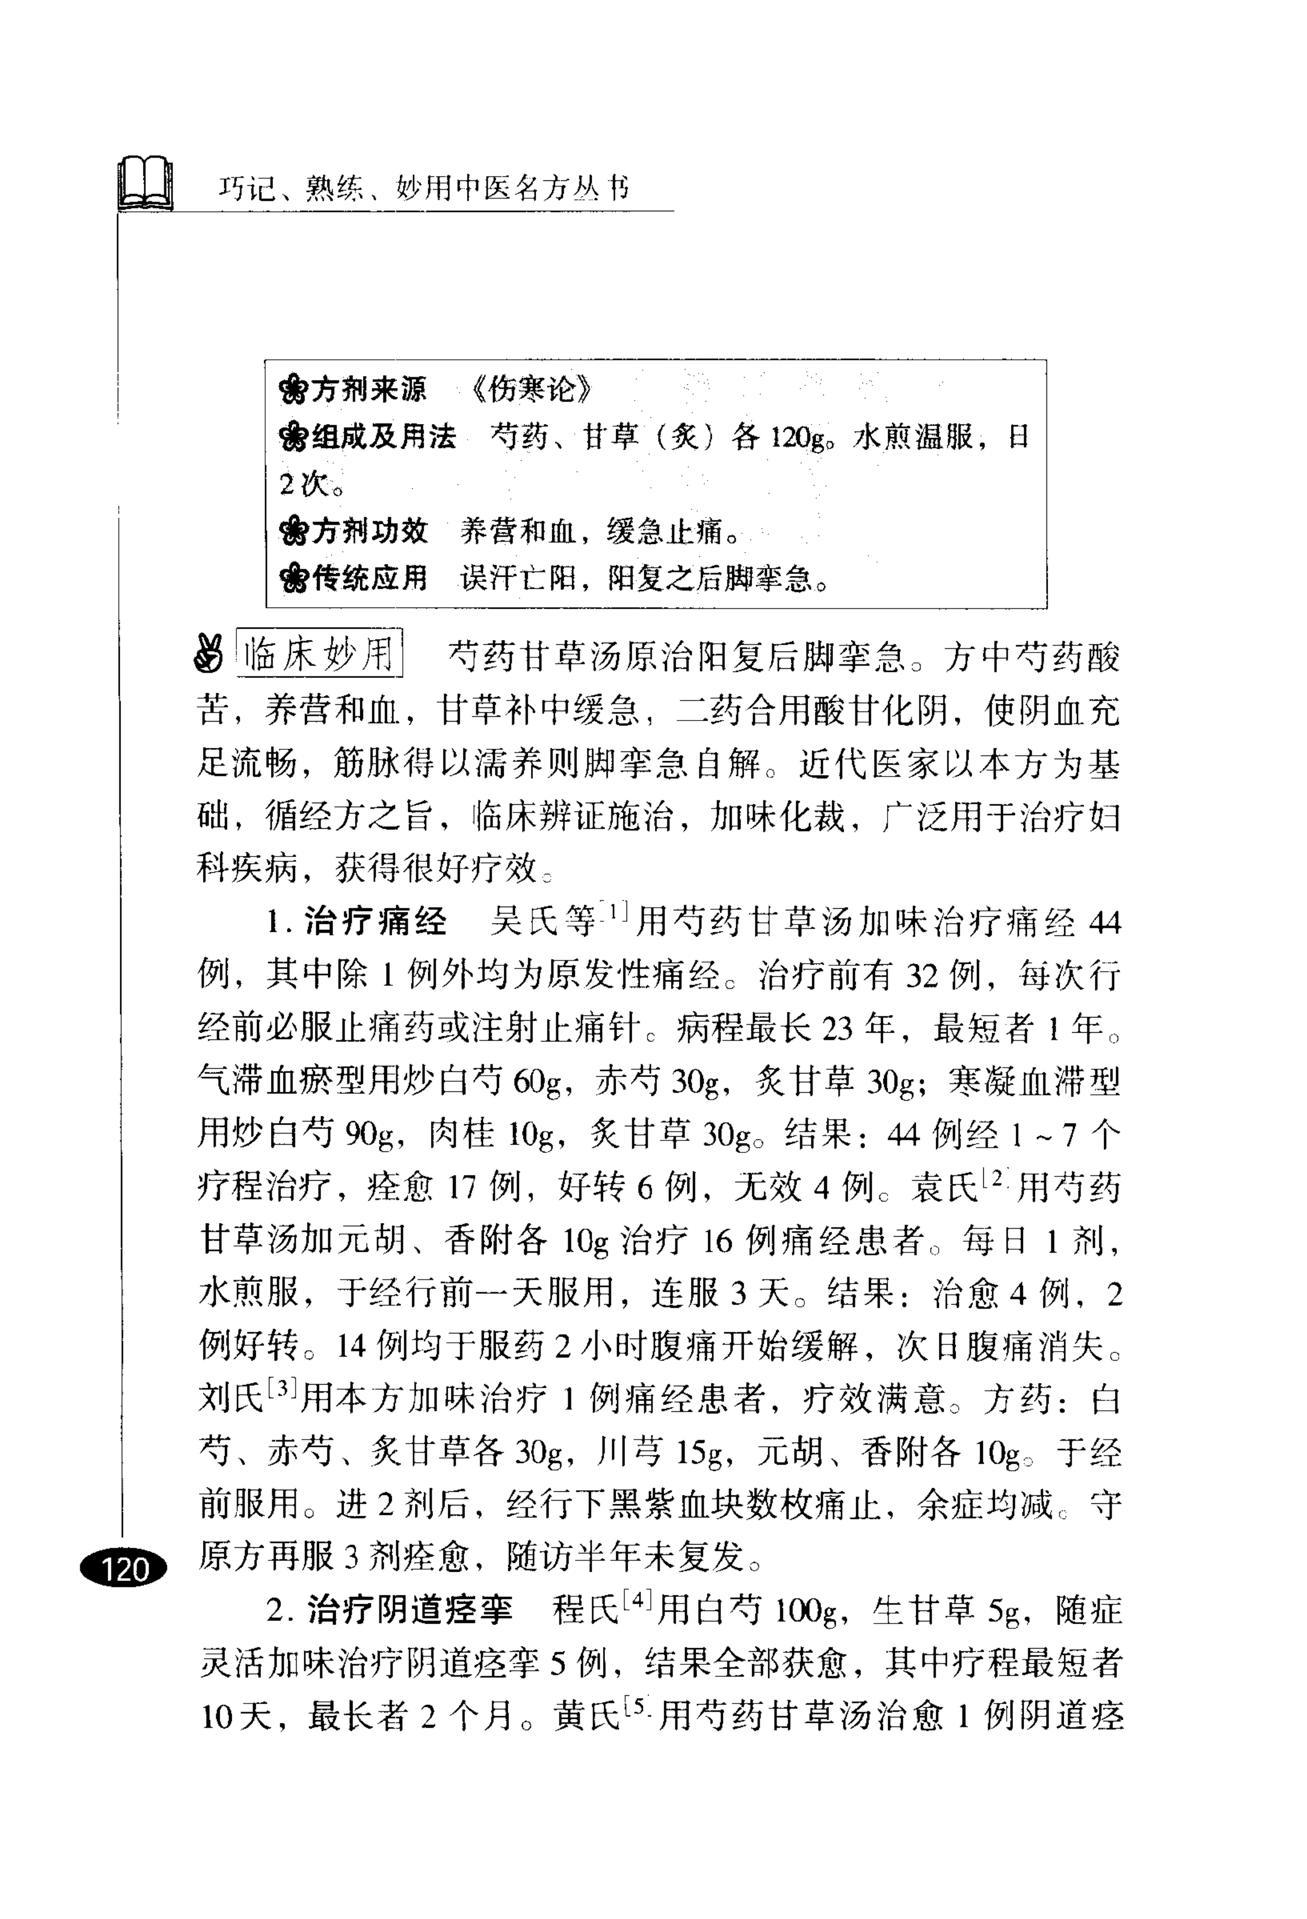 巧记、熟练、妙用中医名方丛书
方剂来源 《伤寒论》
组成及用法 芍药、甘草（炙）各 120g。水煎温服，日
2次。
方剂功效 养营和血，缓急止痛。
传统应用 误汗亡阳，阳复之后脚挛急。
临床妙用 芍药甘草汤原治阳复后脚挛急。方中芍药酸
苦，养营和血，甘草补中缓急，二药合用酸甘化阴，使阴血充
足流畅，筋脉得以濡养则脚挛急自解。近代医家以本方为基
础，循经方之旨，临床辨证施治，加味化裁，广泛用于治疗妇
科疾病，获得很好疗效。
1. 治疗痛经 吴氏等[1]用芍药甘草汤加味治疗痛经 44
例，其中除 1 例外均为原发性痛经。治疗前有 32 例，每次行
经前必服止痛药或注射止痛针。病程最长 23 年，最短者 1 年。
气滞血瘀型用炒白芍 60g，赤芍 30g，炙甘草 30g；寒凝血滞型
用炒白芍 90g，肉桂 10g，炙甘草 30g。结果：44 例经 1～7 个
疗程治疗，痊愈 17 例，好转 6 例，无效 4 例。袁氏[2]用芍药
甘草汤加元胡、香附各 10g 治疗 16 例痛经患者。每日 1 剂，
水煎服，于经行前一天服用，连服 3 天。结果：治愈 4 例，2
例好转。14 例均于服药 2 小时腹痛开始缓解，次日腹痛消失。
刘氏[3]用本方加味治疗 1 例痛经患者，疗效满意。方药：白
芍、赤芍、炙甘草各 30g，川芎 15g，元胡、香附各 10g。于经
前服用。进 2 剂后，经行下黑紫血块数枚痛止，余症均减。守
原方再服 3 剂痊愈，随访半年未复发。
120
2. 治疗阴道痉挛 程氏[4]用白芍 100g，生甘草 5g，随症
灵活加味治疗阴道痉挛 5 例，结果全部获愈，其中疗程最短者
10天，最长者 2 个月。黄氏[5]用芍药甘草汤治愈 1 例阴道痉